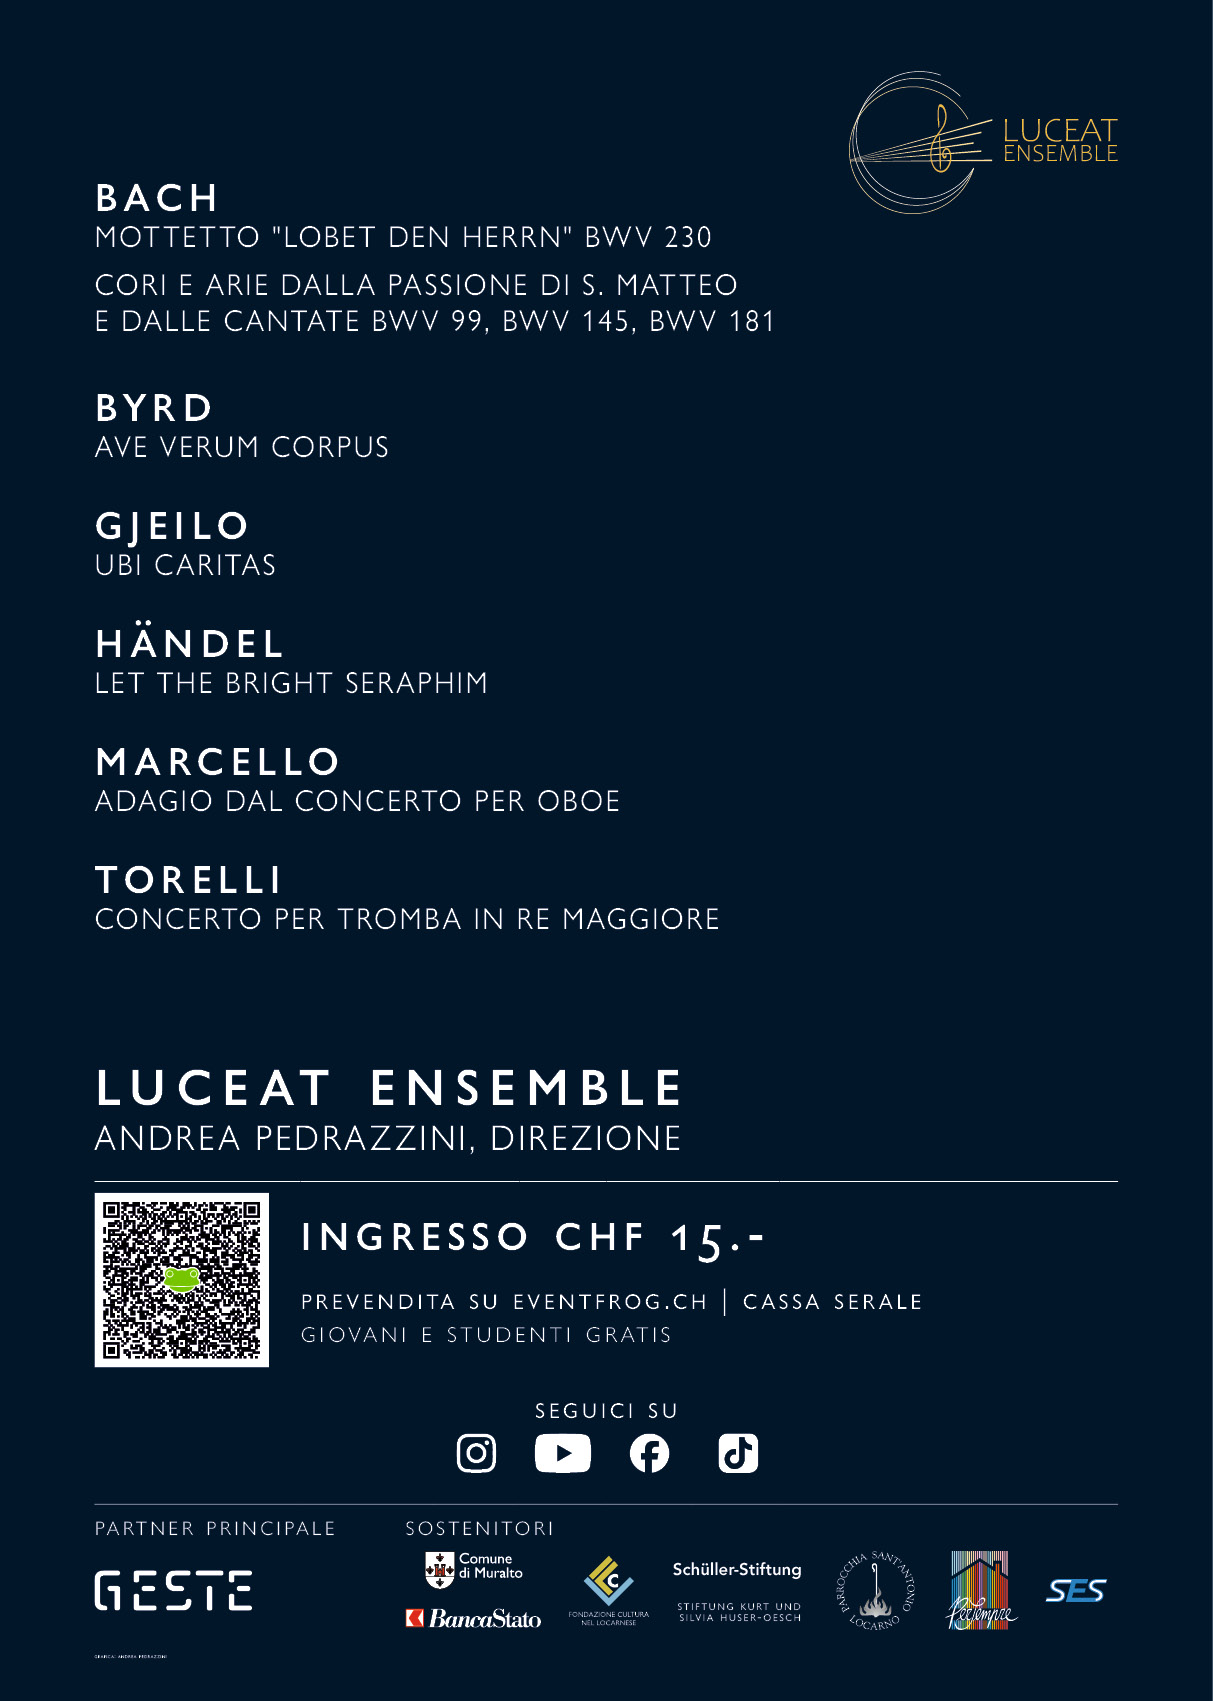 LUCEAT
ENSEMBLE
BACH
MOTTETTO "LOBET DEN HERRN" BWV 230
CORI E ARIE DALLA PASSIONE DI S. MATTEO
E DALLE CANTATE BWV 99, BWV 145, BWV 181
BYRD
AVE VERUM CORPUS
GJEILO
UBI CARITAS
HÄNDEL
LET THE BRIGHT SERAPHIM
MARCELLO
ADAGIO DAL CONCERTO PER OBOE
TORELLI
CONCERTO PER TROMBA IN RE MAGGIORE
LUCEAT ENSEMBLE
ANDREA PEDRAZZINI, DIREZIONE
INGRESSO CHF 15.-
PREVENDITA SU EVENTFROG.CH | CASSA SERALE
GIOVANI E STUDENTI GRATIS
SEGUICI SU
PARTNER PRINCIPALE
GESTE
SOSTENITORI
Comune
di Muralto
BancaStato
FONDAZIONE CULTURA
NEL LOCARNESE
Schüller-Stiftung
STIFTUNG KURT UND
SILVIA HUSER-OESCH
PARROCCHIA SANT'ANTONIO
LOCARNO
PerSempre
SES
GRAFICA: ANDREA PEDRAZZINI